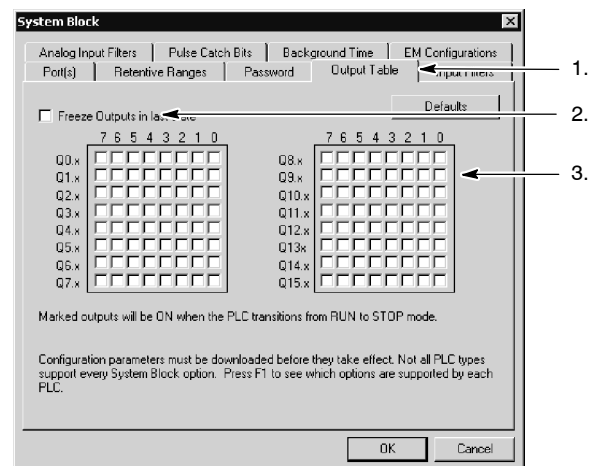 System Block
Analog Input Filters Pulse Catch Bits Background Time EM Configurations
Port(s) Retentive Ranges Password Output Table Input Filters
1.
Defaults
Freeze Outputs in last state
2.
7 6 5 4 3 2 1 0 7 6 5 4 3 2 1 0
Q0.x Q8.x
3.
Q1.x Q9.x
Q2.x Q10.x
Q3.x Q11.x
Q4.x Q12.x
Q5.x Q13x
Q6.x Q14.x
Q7.x Q15.x
Marked outputs will be ON when the PLC transitions from RUN to STOP mode.
Configuration parameters must be downloaded before they take effect. Not all PLC types
support every System Block option. Press F1 to see which options are supported by each
PLC.
OK Cancel